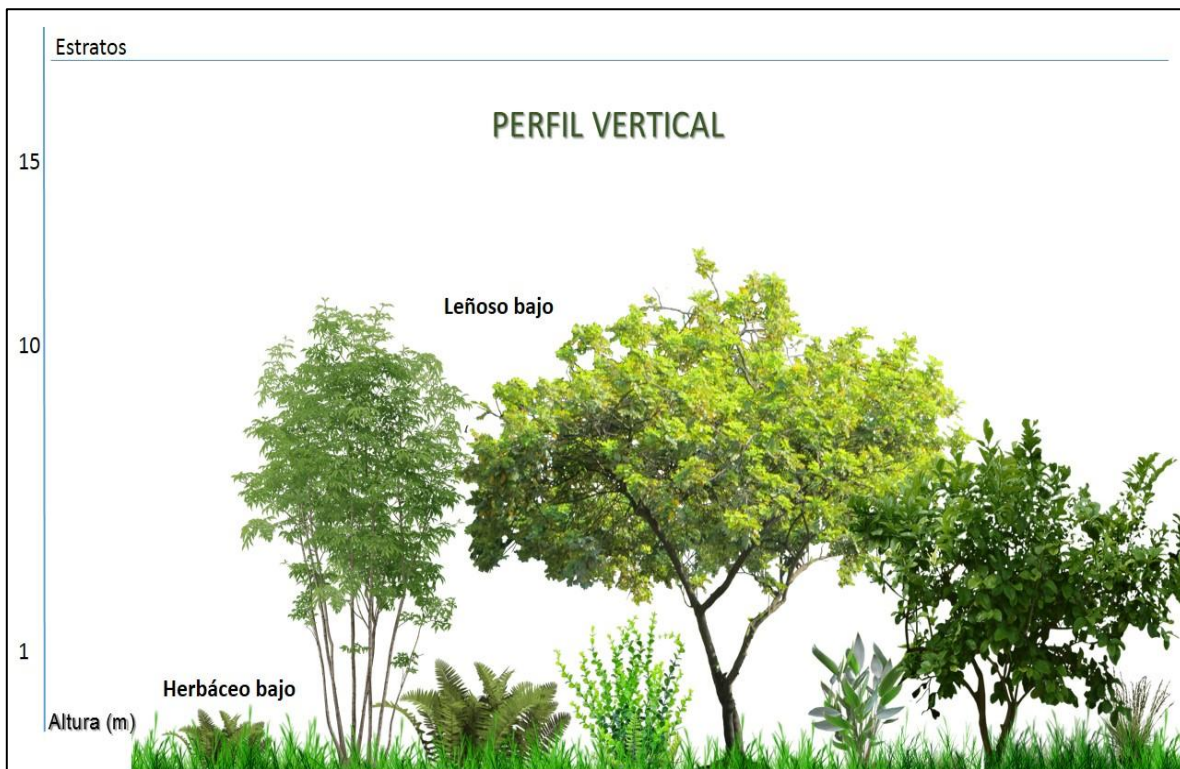 Estratos
PERFIL VERTICAL
15
Leñoso bajo
10
1
Herbáceo bajo
Altura (m)